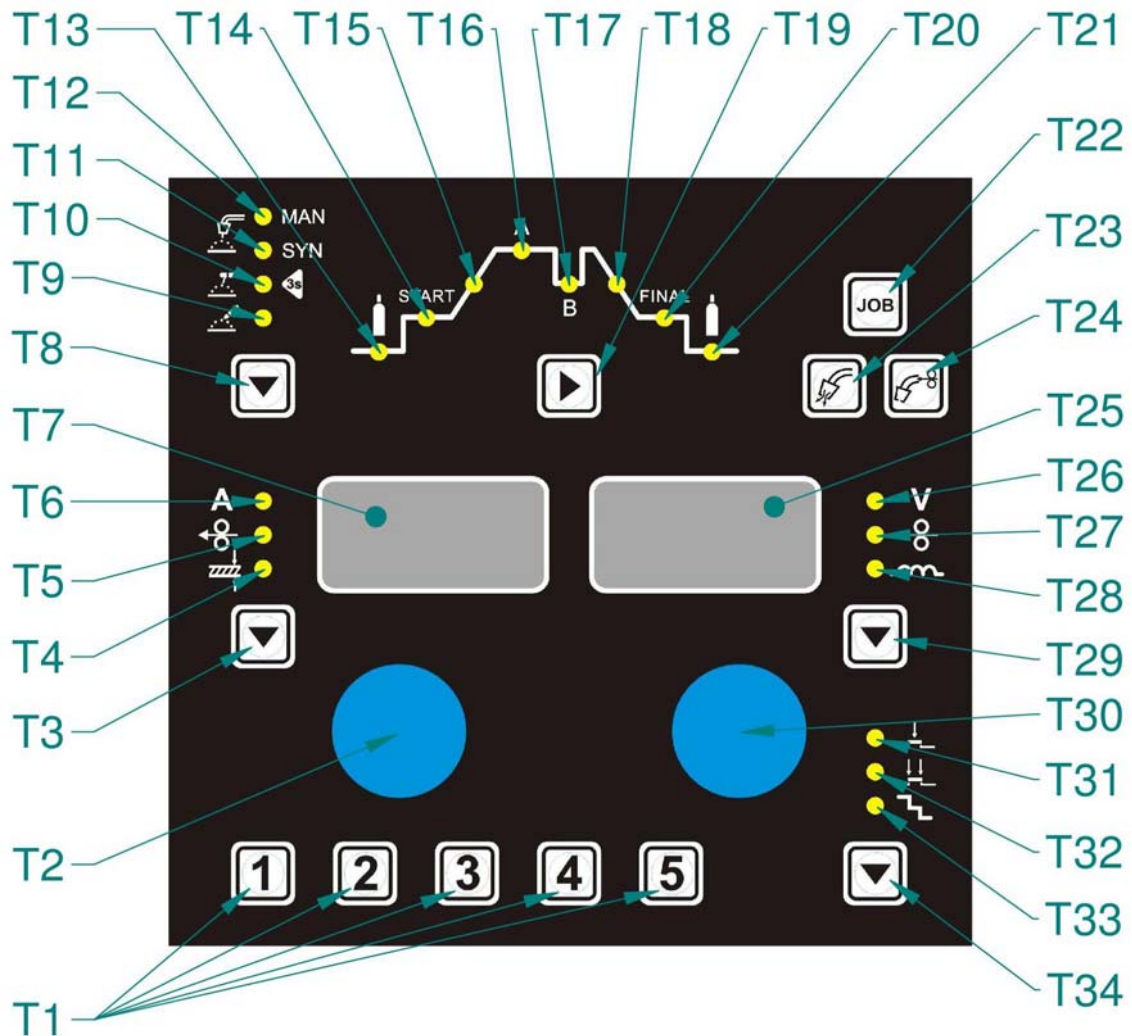 T13 T14 T15 T16 T17 T18 T19 T20 T21
T12
T22
T11
T10
T23
T9
T24
T8
MAN
SYN
3s
START
A
B
FINAL
JOB
T7
T25
T6
A
V
T26
T5
T27
T4
T28
T3
T29
T30
T31
T2
T32
T33
1 2 3 4 5
T34
T1